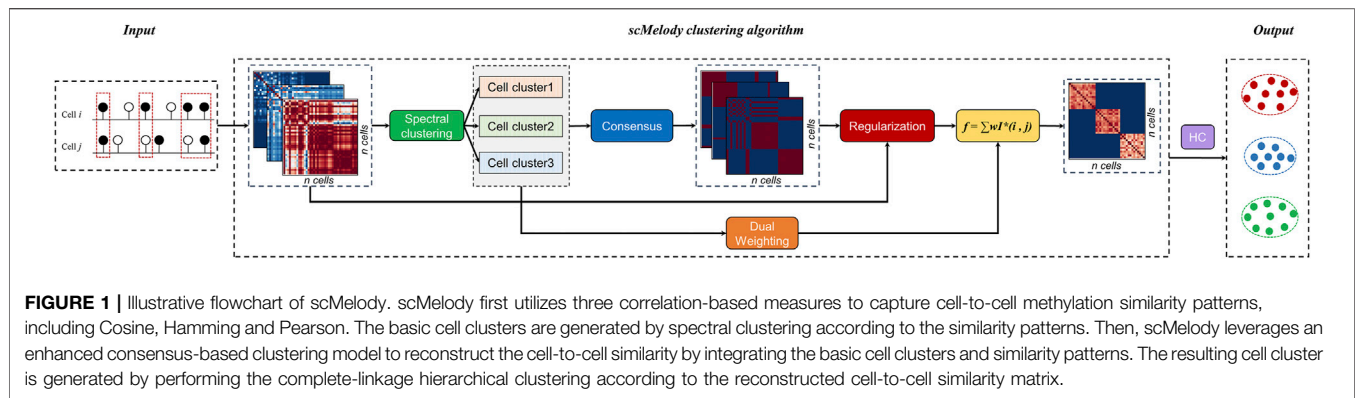 Input
scMelody clustering algorithm
Output
Cell i
Cell j
n cells
n cells
Spectral
clustering
Cell cluster1
Cell cluster2
Cell cluster3
Consensus
n cells
n cells
Regularization
f = ∑wI*(i , j)
n cells
n cells
HC
Dual
Weighting
FIGURE 1 | Illustrative flowchart of scMelody. scMelody first utilizes three correlation-based measures to capture cell-to-cell methylation similarity patterns,
including Cosine, Hamming and Pearson. The basic cell clusters are generated by spectral clustering according to the similarity patterns. Then, scMelody leverages an
enhanced consensus-based clustering model to reconstruct the cell-to-cell similarity by integrating the basic cell clusters and similarity patterns. The resulting cell cluster
is generated by performing the complete-linkage hierarchical clustering according to the reconstructed cell-to-cell similarity matrix.